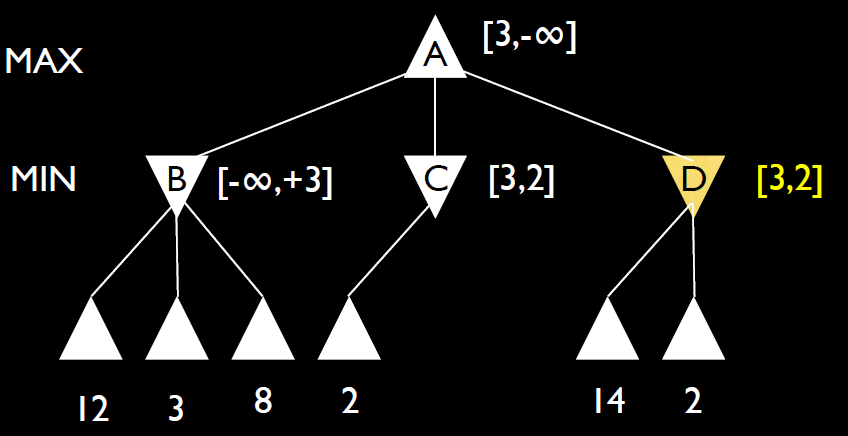 MAX A [3,-∞]
MIN B [-∞,+3] C [3,2] D [3,2]
12 3 8 2 14 2